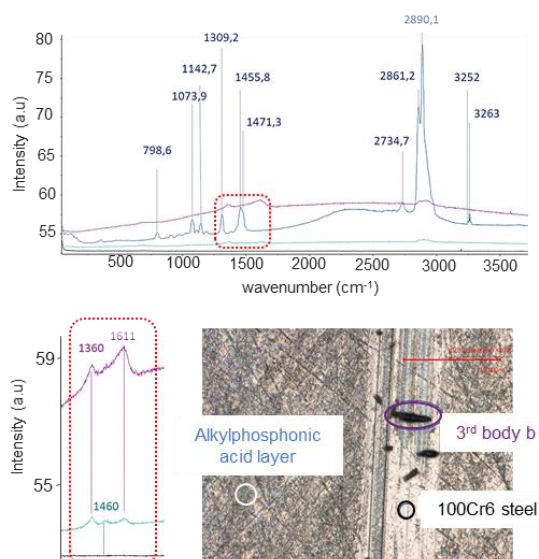 2890,1
80
1309,2
75
1142,7
1455,8
2861,2
3252
70
1073,9
1471,3
3263
65
798,6
2734,7
60
55
Intensity (a.u)
500 1000 1500 2000 2500 3000 3500
wavenumber (cm-1)
1360 1611
59
Intensity (a.u)
55
1460
Alkylphosphonic
acid layer
3rd body b
100Cr6 steel